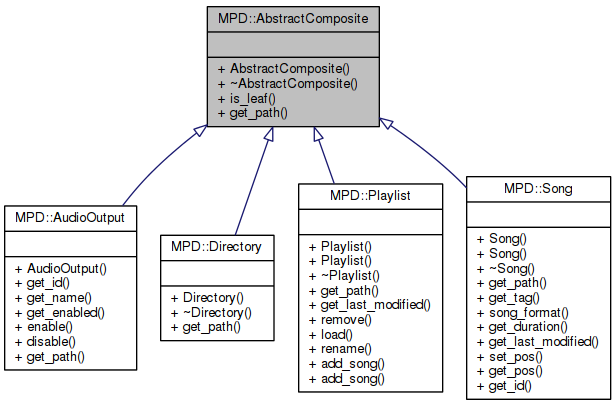 MPD::AbstractComposite
+ AbstractComposite()
+ ~AbstractComposite()
+ is_leaf()
+ get_path()
MPD::AudioOutput
+ AudioOutput()
+ get_id()
+ get_name()
+ get_enabled()
+ enable()
+ disable()
+ get_path()
MPD::Directory
+ Directory()
+ ~Directory()
+ get_path()
MPD::Playlist
+ Playlist()
+ Playlist()
+ ~Playlist()
+ get_path()
+ get_last_modified()
+ remove()
+ load()
+ rename()
+ add_song()
+ add_song()
MPD::Song
+ Song()
+ Song()
+ ~Song()
+ get_path()
+ get_tag()
+ song_format()
+ get_duration()
+ get_last_modified()
+ set_pos()
+ get_pos()
+ get_id()